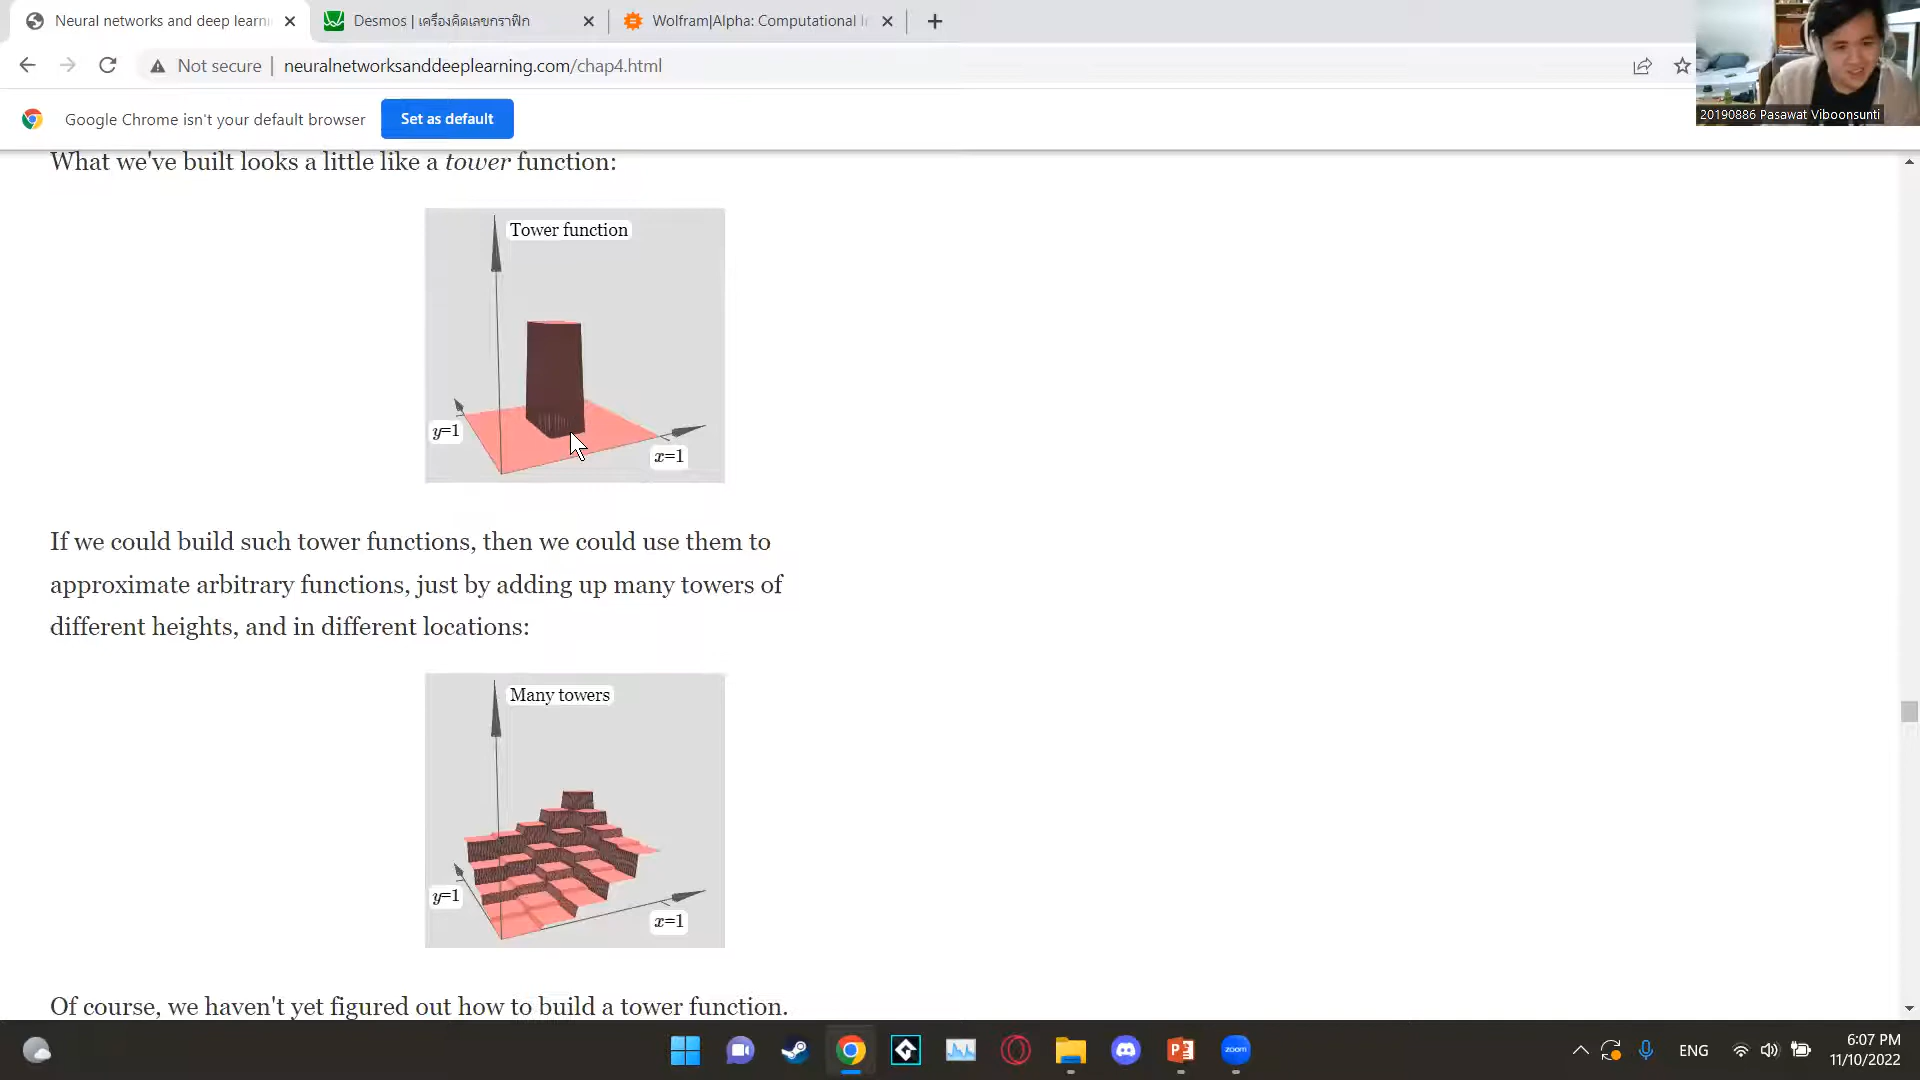 Neural networks and deep learni
Desmos | เครื่องคิดเลขกราฟิก
Wolfram|Alpha: Computational I
Not secure
neuralnetworksanddeeplearning.com/chap4.html
20190886 Pasawat Viboonsunti
Google Chrome isn't your default browser
Set as default
What we've built looks a little like a tower function:
Tower function
y=1
x=1
If we could build such tower functions, then we could use them to
approximate arbitrary functions, just by adding up many towers of
different heights, and in different locations:
Many towers
y=1
x=1
Of course, we haven't yet figured out how to build a tower function.
zoom
ENG
6:07 PM
11/10/2022